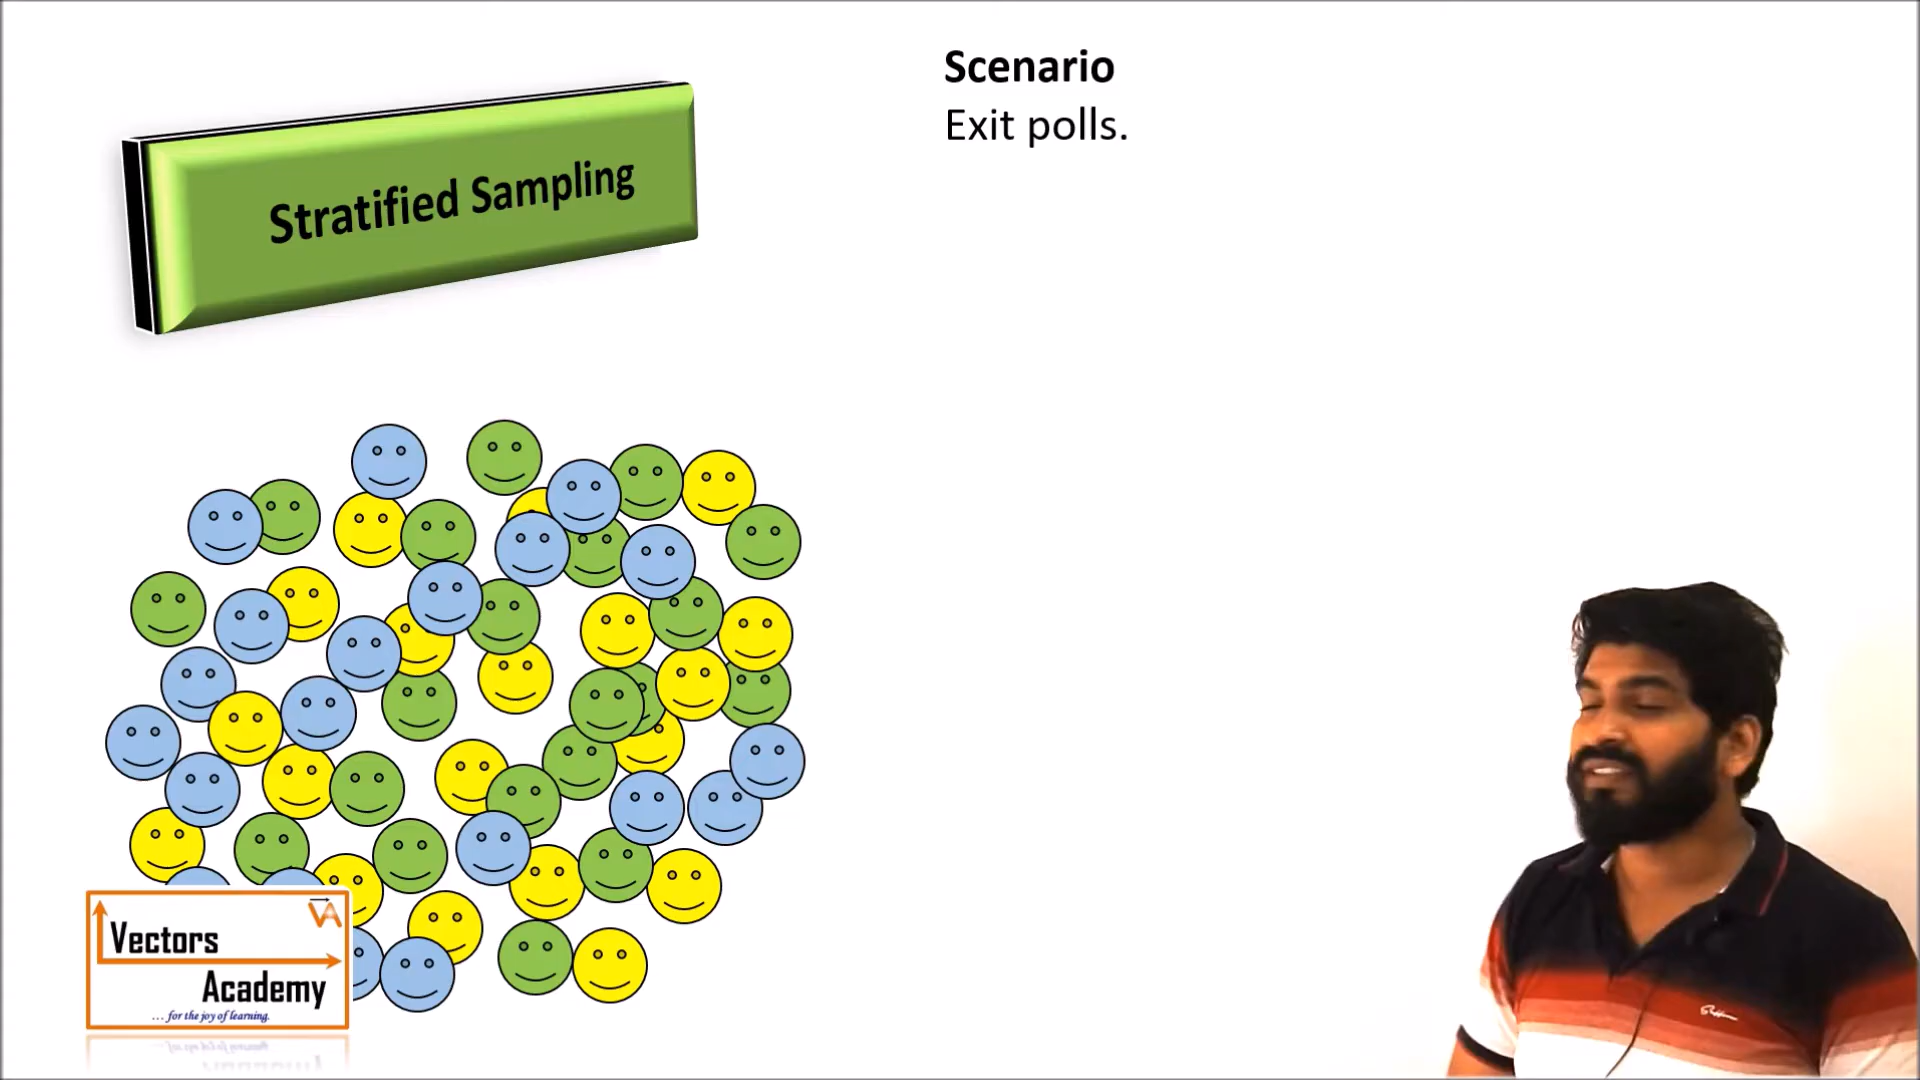 Scenario
Exit polls.
Stratified Sampling
Vectors
Academy
... for the joy of learning.